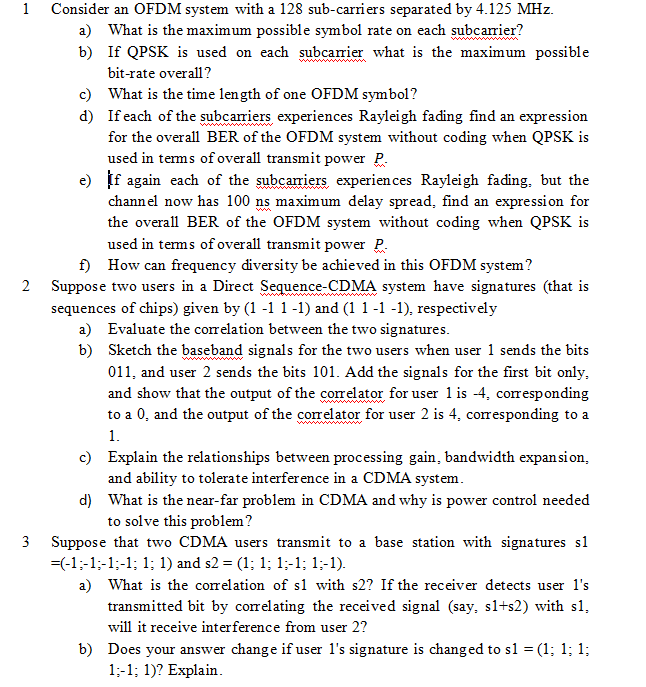 1 Consider an OFDM system with a 128 sub-carriers separated by 4.125 MHz.
a) What is the maximum possible symbol rate on each subcarrier?
b) If QPSK is used on each subcarrier what is the maximum possible
bit-rate overall?
c) What is the time length of one OFDM symbol?
d) If each of the subcarriers experiences Rayleigh fading find an expression
for the overall BER of the OFDM system without coding when QPSK is
used in terms of overall transmit power P.
e) If again each of the subcarriers experiences Rayleigh fading, but the
channel now has 100 ns maximum delay spread, find an expression for
the overall BER of the OFDM system without coding when QPSK is
used in terms of overall transmit power P.
f) How can frequency diversity be achieved in this OFDM system?
2 Suppose two users in a Direct Sequence-CDMA system have signatures (that is
sequences of chips) given by (1 -1 1 -1) and (1 1 -1 -1), respectively
a) Evaluate the correlation between the two signatures.
b) Sketch the baseband signals for the two users when user 1 sends the bits
011, and user 2 sends the bits 101. Add the signals for the first bit only,
and show that the output of the correlator for user 1 is -4, corresponding
to a 0, and the output of the correlator for user 2 is 4, corresponding to a
1.
c) Explain the relationships between processing gain, bandwidth expansion,
and ability to tolerate interference in a CDMA system.
d) What is the near-far problem in CDMA and why is power control needed
to solve this problem?
3 Suppose that two CDMA users transmit to a base station with signatures s1
=(-1;-1;-1;-1; 1; 1) and s2 = (1; 1; 1;-1; 1;-1).
a) What is the correlation of s1 with s2? If the receiver detects user 1's
transmitted bit by correlating the received signal (say, s1+s2) with s1,
will it receive interference from user 2?
b) Does your answer change if user 1's signature is changed to s1 = (1; 1; 1;
1;-1; 1)? Explain.